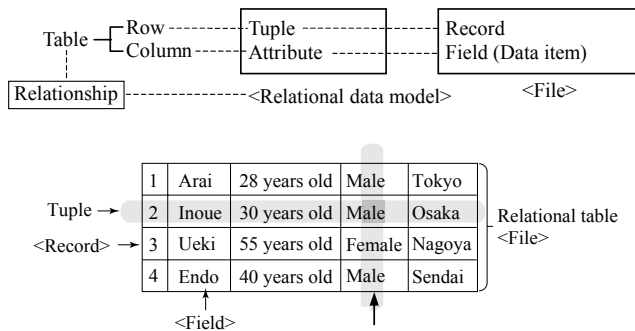 Row Tuple Record
Table
Column Attribute Field (Data item)
Relationship <Relational data model> <File>
1 Arai 28 years old Male Tokyo
Tuple 2 Inoue 30 years old Male Osaka
Relational table
<Record> 3 Ueki 55 years old Female Nagoya
<File>
4 Endo 40 years old Male Sendai
<Field>